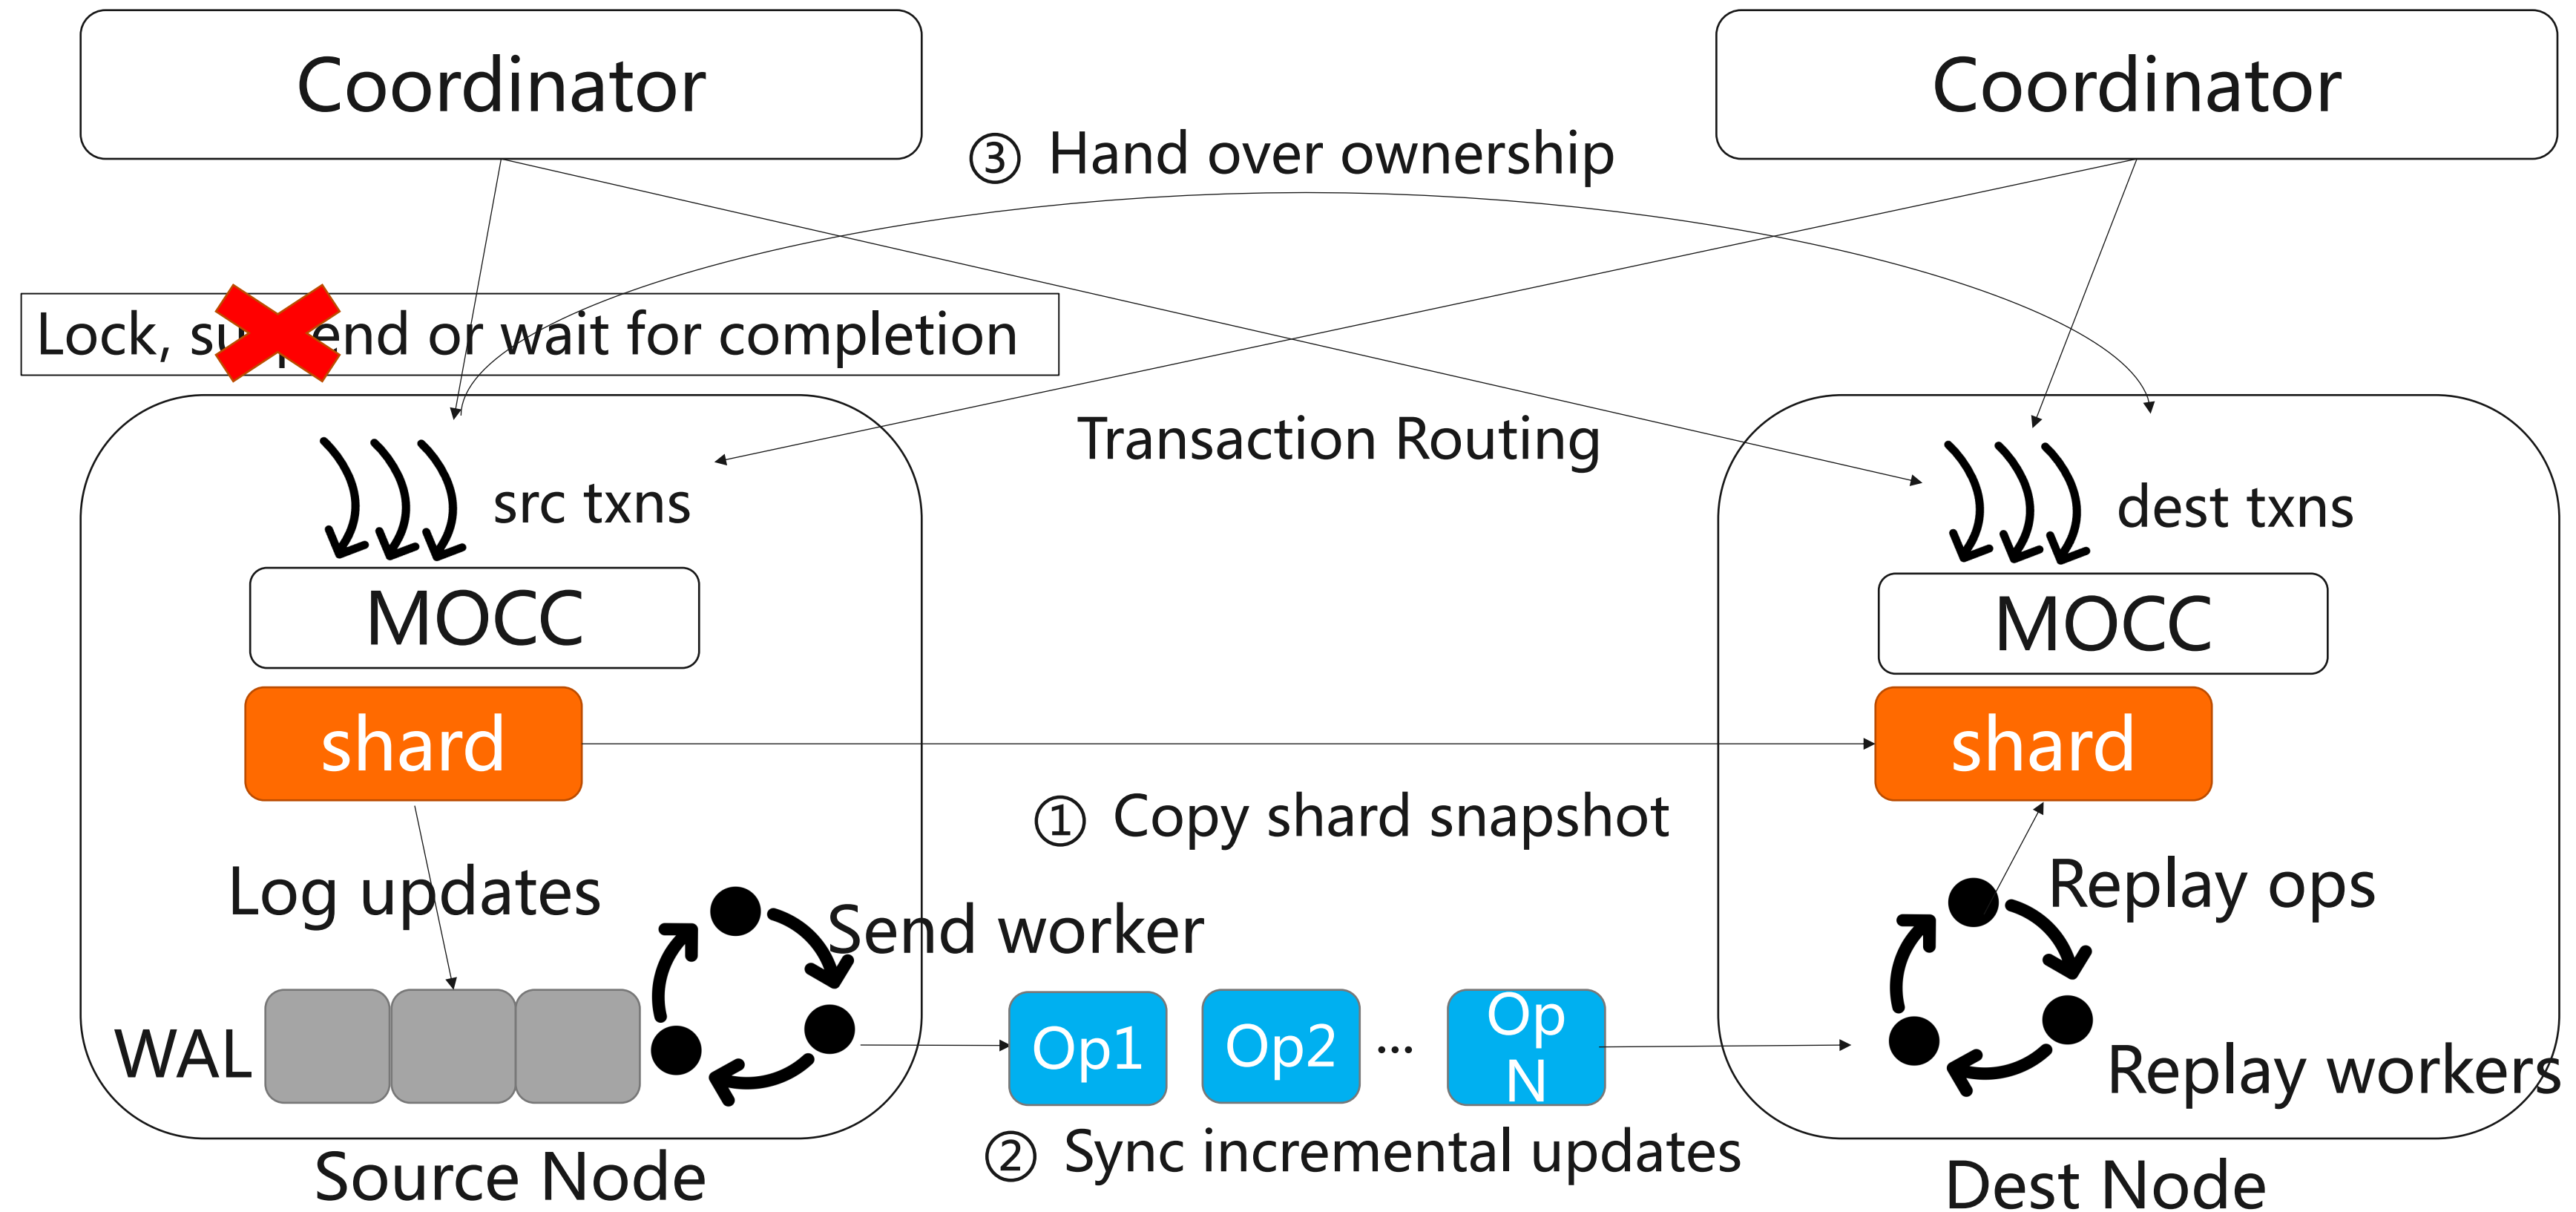 Coordinator
Coordinator
③ Hand over ownership
Lock, suspend or wait for completion
Transaction Routing
src txns
dest txns
MOCC
MOCC
shard
shard
① Copy shard snapshot
Log updates
Send worker
Replay ops
WAL
Op1
Op2
...
Op
N
Replay workers
② Sync incremental updates
Source Node
Dest Node